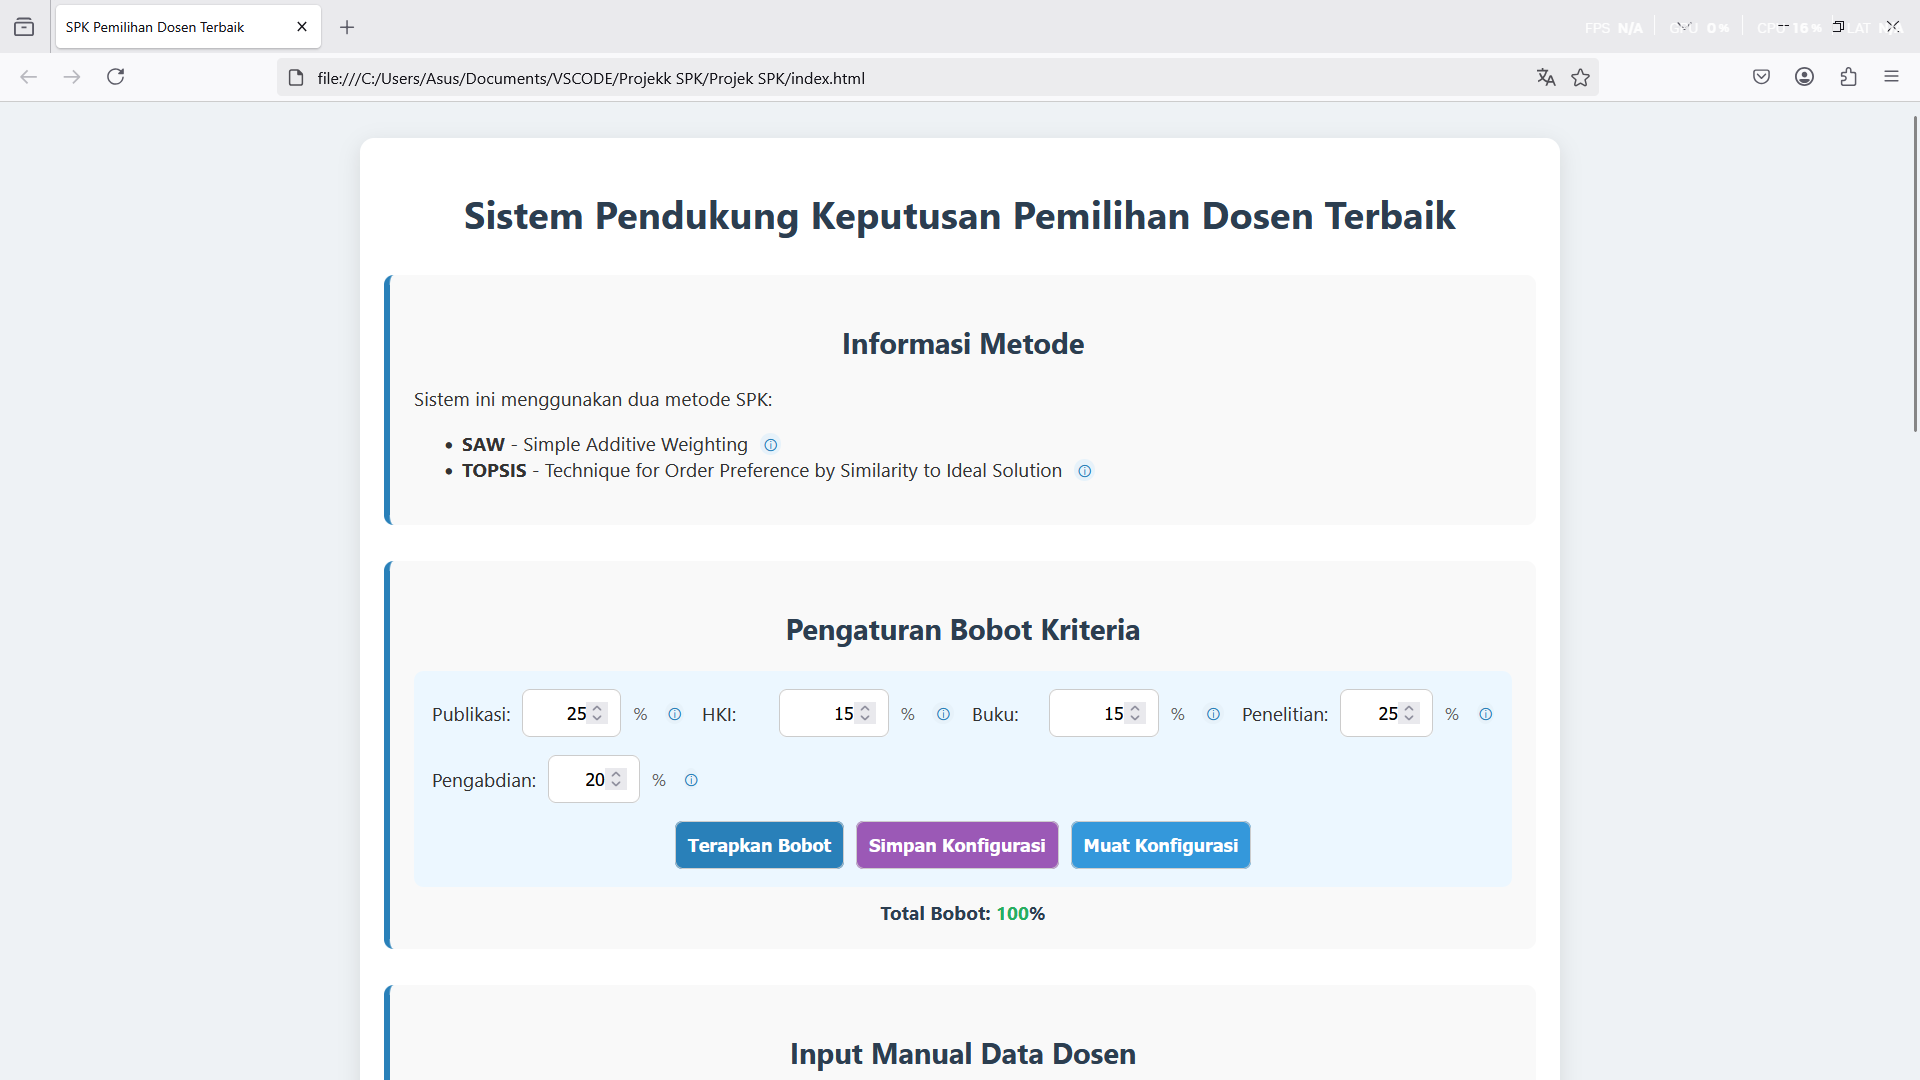 SPK Pemilihan Dosen Terbaik
FPS N/A GPU 0% CPU 16% LAT N/A
file:///C:/Users/Asus/Documents/VSCODE/Projekk SPK/Projek SPK/index.html
Sistem Pendukung Keputusan Pemilihan Dosen Terbaik
Informasi Metode
Sistem ini menggunakan dua metode SPK:
• SAW - Simple Additive Weighting
• TOPSIS - Technique for Order Preference by Similarity to Ideal Solution
Pengaturan Bobot Kriteria
Publikasi: 25 % HKI: 15 % Buku: 15 % Penelitian: 25 %
Pengabdian: 20 %
Terapkan Bobot Simpan Konfigurasi Muat Konfigurasi
Total Bobot: 100%
Input Manual Data Dosen